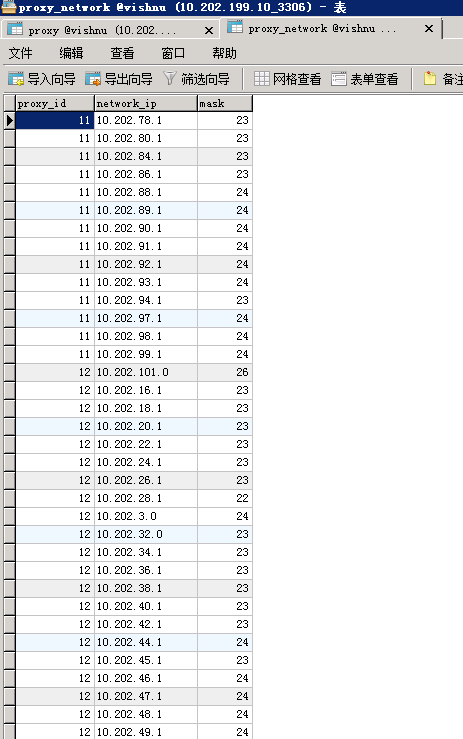 proxy_network @vishnu (10.202.199.10_3306) - 表
proxy @vishnu (10.202.... proxy_network @vishnu ...
文件 编辑 查看 窗口 帮助
导入向导 导出向导 筛选向导 网格查看 表单查看 备注
proxy_id network_ip mask
11 10.202.78.1 23
11 10.202.80.1 23
11 10.202.84.1 23
11 10.202.86.1 23
11 10.202.88.1 24
11 10.202.89.1 24
11 10.202.90.1 24
11 10.202.91.1 24
11 10.202.92.1 24
11 10.202.93.1 24
11 10.202.94.1 23
11 10.202.97.1 24
11 10.202.98.1 24
11 10.202.99.1 24
12 10.202.101.0 26
12 10.202.16.1 23
12 10.202.18.1 23
12 10.202.20.1 23
12 10.202.22.1 23
12 10.202.24.1 23
12 10.202.26.1 23
12 10.202.28.1 22
12 10.202.3.0 24
12 10.202.32.0 23
12 10.202.34.1 23
12 10.202.36.1 23
12 10.202.38.1 23
12 10.202.40.1 23
12 10.202.42.1 23
12 10.202.44.1 24
12 10.202.45.1 23
12 10.202.46.1 24
12 10.202.47.1 24
12 10.202.48.1 24
12 10.202.49.1 24